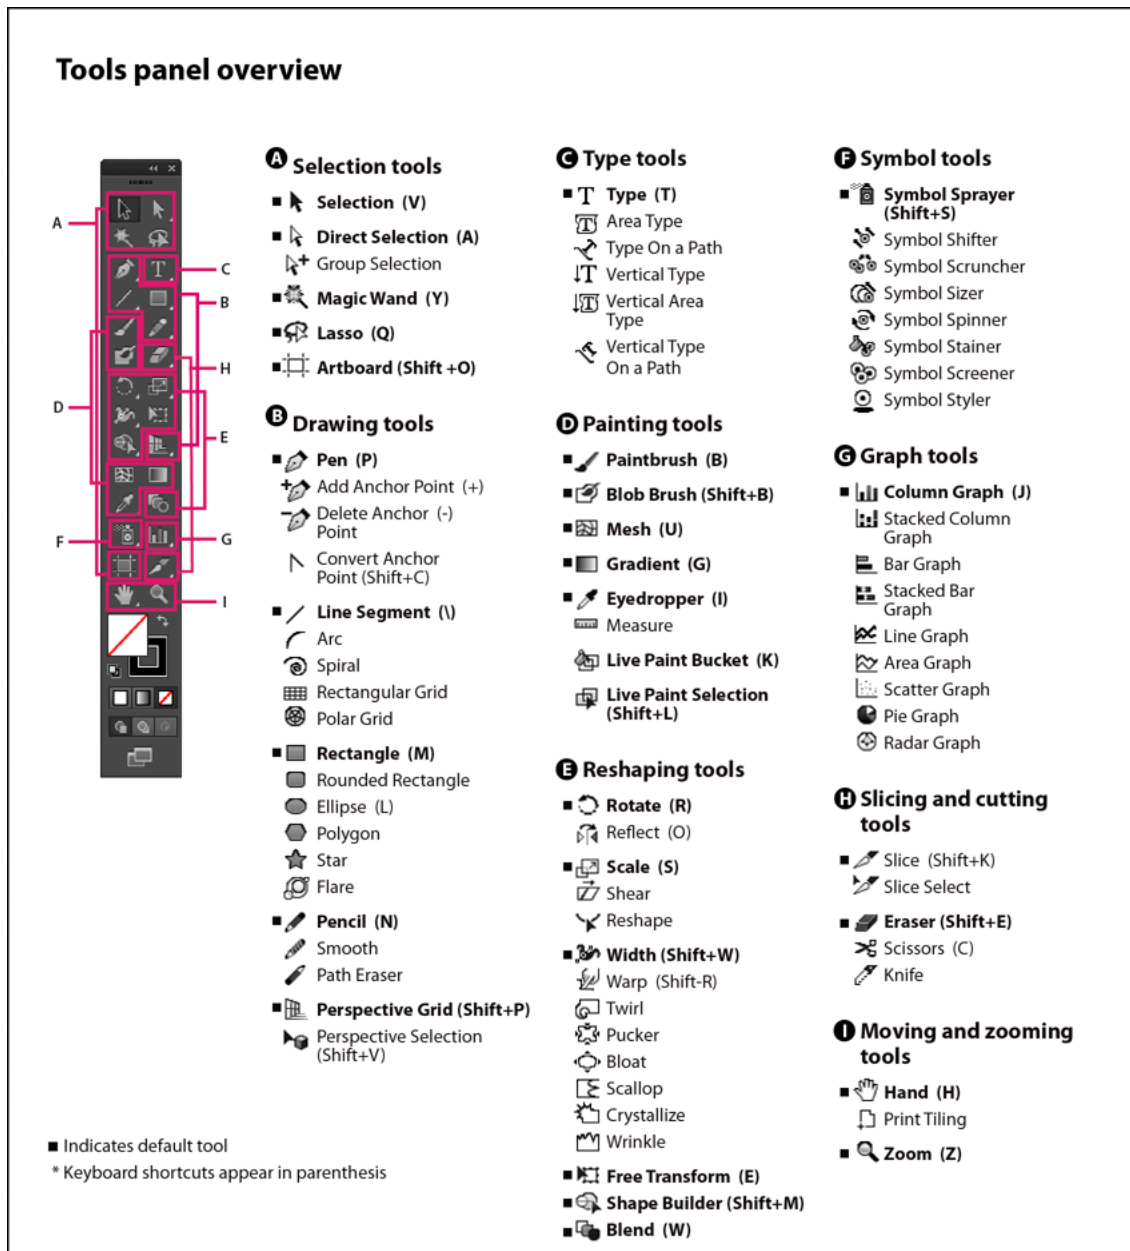 Tools panel overview
A
C
B
H
D
E
F
G
I
A Selection tools
■ Selection (V)
■ Direct Selection (A)
Group Selection
■ Magic Wand (Y)
■ Lasso (Q)
■ Artboard (Shift +O)
B Drawing tools
■ Pen (P)
Add Anchor Point (+)
Delete Anchor (-)
Point
Convert Anchor
Point (Shift+C)
■ Line Segment (\)
Arc
Spiral
Rectangular Grid
Polar Grid
■ Rectangle (M)
Rounded Rectangle
Ellipse (L)
Polygon
Star
Flare
■ Pencil (N)
Smooth
Path Eraser
■ Perspective Grid (Shift+P)
Perspective Selection
(Shift+V)
■ Indicates default tool
* Keyboard shortcuts appear in parenthesis
C Type tools
■ Type (T)
Area Type
Type On a Path
Vertical Type
Vertical Area
Type
Vertical Type
On a Path
D Painting tools
■ Paintbrush (B)
■ Blob Brush (Shift+B)
■ Mesh (U)
■ Gradient (G)
■ Eyedropper (I)
Measure
Live Paint Bucket (K)
Live Paint Selection
(Shift+L)
E Reshaping tools
■ Rotate (R)
Reflect (O)
■ Scale (S)
Shear
Reshape
■ Width (Shift+W)
Warp (Shift-R)
Twirl
Pucker
Bloat
Scallop
Crystallize
Wrinkle
■ Free Transform (E)
■ Shape Builder (Shift+M)
■ Blend (W)
F Symbol tools
■ Symbol Sprayer
(Shift+S)
Symbol Shifter
Symbol Scruncher
Symbol Sizer
Symbol Spinner
Symbol Stainer
Symbol Screener
Symbol Styler
G Graph tools
■ Column Graph (J)
Stacked Column
Graph
Bar Graph
Stacked Bar
Graph
Line Graph
Area Graph
Scatter Graph
Pie Graph
Radar Graph
H Slicing and cutting
tools
■ Slice (Shift+K)
Slice Select
■ Eraser (Shift+E)
Scissors (C)
Knife
I Moving and zooming
tools
■ Hand (H)
Print Tiling
■ Zoom (Z)